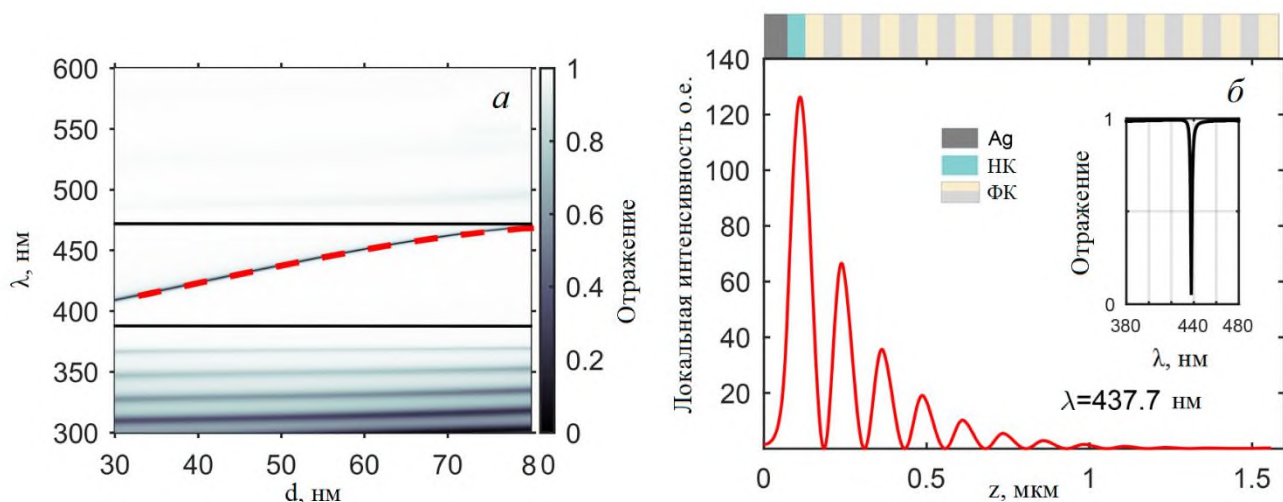 а
600
550
500
450
400
350
300
λ, нм
30
40
50
60
70
80
d, нм
1
0.8
0.6
0.4
0.2
0
Отражение
б
140
120
100
80
60
40
20
Локальная интенсивность о.е.
0
0.5
1
1.5
z, мкм
Ag
НК
ФК
λ=437.7 нм
1
0
Отражение
380
440
480
λ, нм